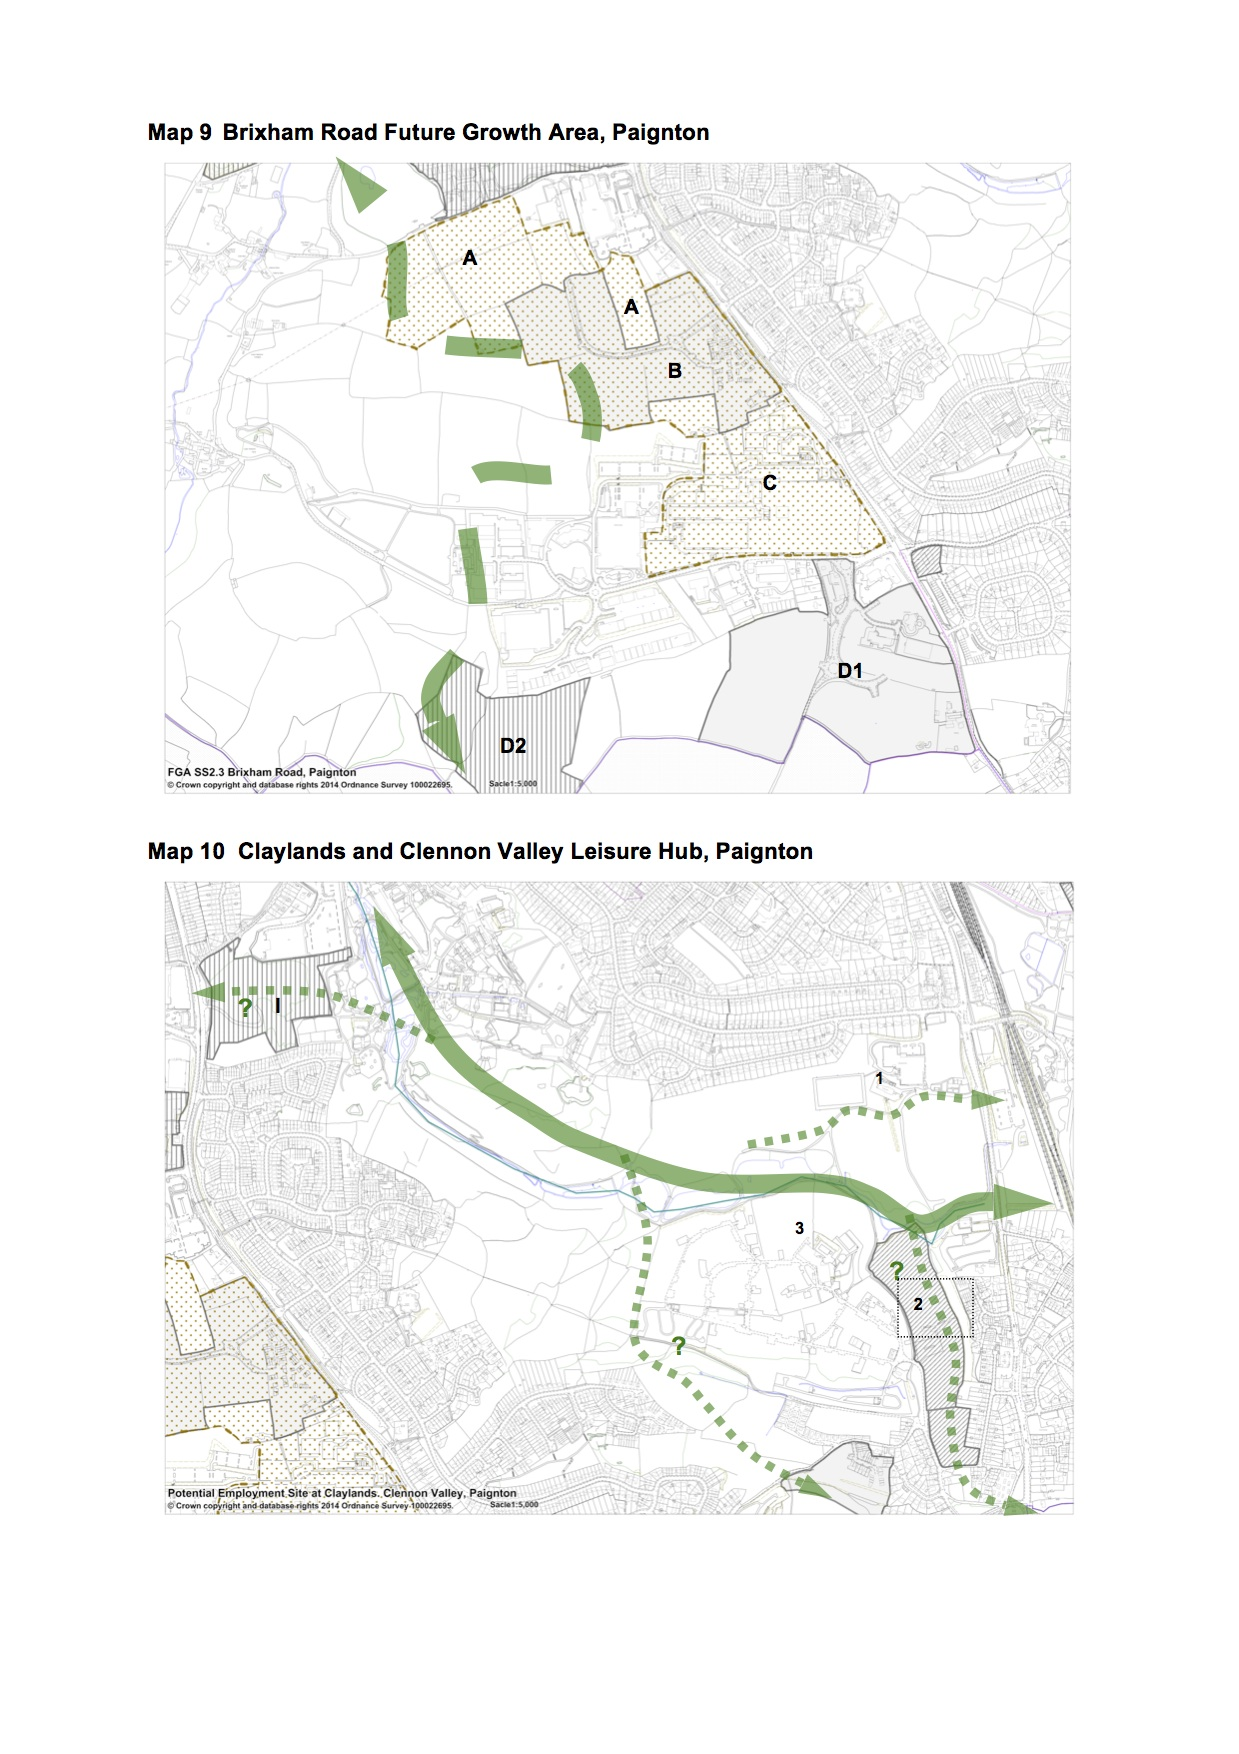 Map 9 Brixham Road Future Growth Area, Paignton
A
A
B
C
D1
D2
FGA SS2.3 Brixham Road, Paignton
© Crown copyright and database rights 2014 Ordnance Survey 100022695.
Sacle1:5,000
Map 10 Claylands and Clennon Valley Leisure Hub, Paignton
? I
1
3
?
2
?
Potential Employment Site at Claylands. Clennon Valley, Paignton
© Crown copyright and database rights 2014 Ordnance Survey 100022695.
Sacle1:5,000